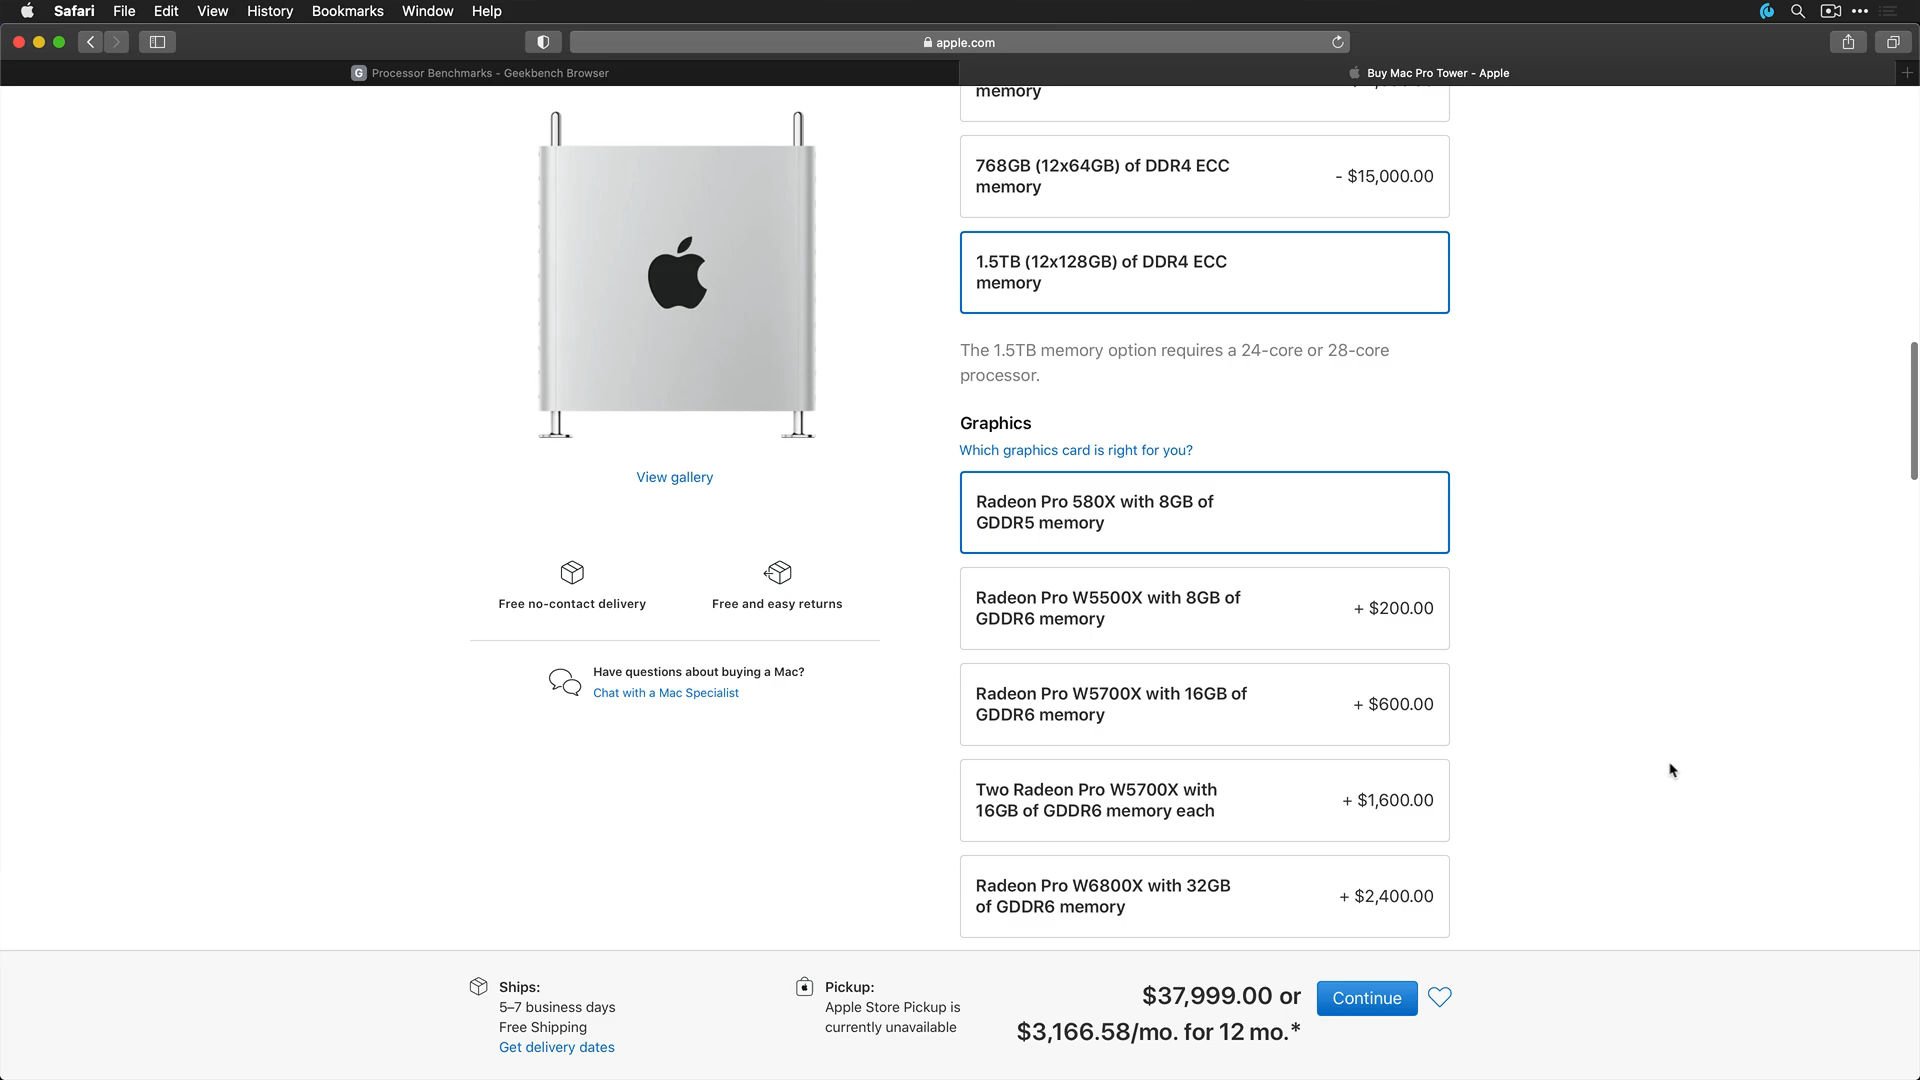 Safari File Edit View History Bookmarks Window Help
apple.com
G Processor Benchmarks - Geekbench Browser
Buy Mac Pro Tower - Apple
memory
768GB (12x64GB) of DDR4 ECC
memory
- $15,000.00
1.5TB (12x128GB) of DDR4 ECC
memory
The 1.5TB memory option requires a 24-core or 28-core
processor.
Graphics
Which graphics card is right for you?
Radeon Pro 580X with 8GB of
GDDR5 memory
Radeon Pro W5500X with 8GB of
GDDR6 memory
+ $200.00
Radeon Pro W5700X with 16GB of
GDDR6 memory
+ $600.00
Two Radeon Pro W5700X with
16GB of GDDR6 memory each
+ $1,600.00
Radeon Pro W6800X with 32GB
of GDDR6 memory
+ $2,400.00
View gallery
Free no-contact delivery
Free and easy returns
Have questions about buying a Mac?
Chat with a Mac Specialist
Ships:
5–7 business days
Free Shipping
Get delivery dates
Pickup:
Apple Store Pickup is
currently unavailable
$37,999.00 or
$3,166.58/mo. for 12 mo.*
Continue